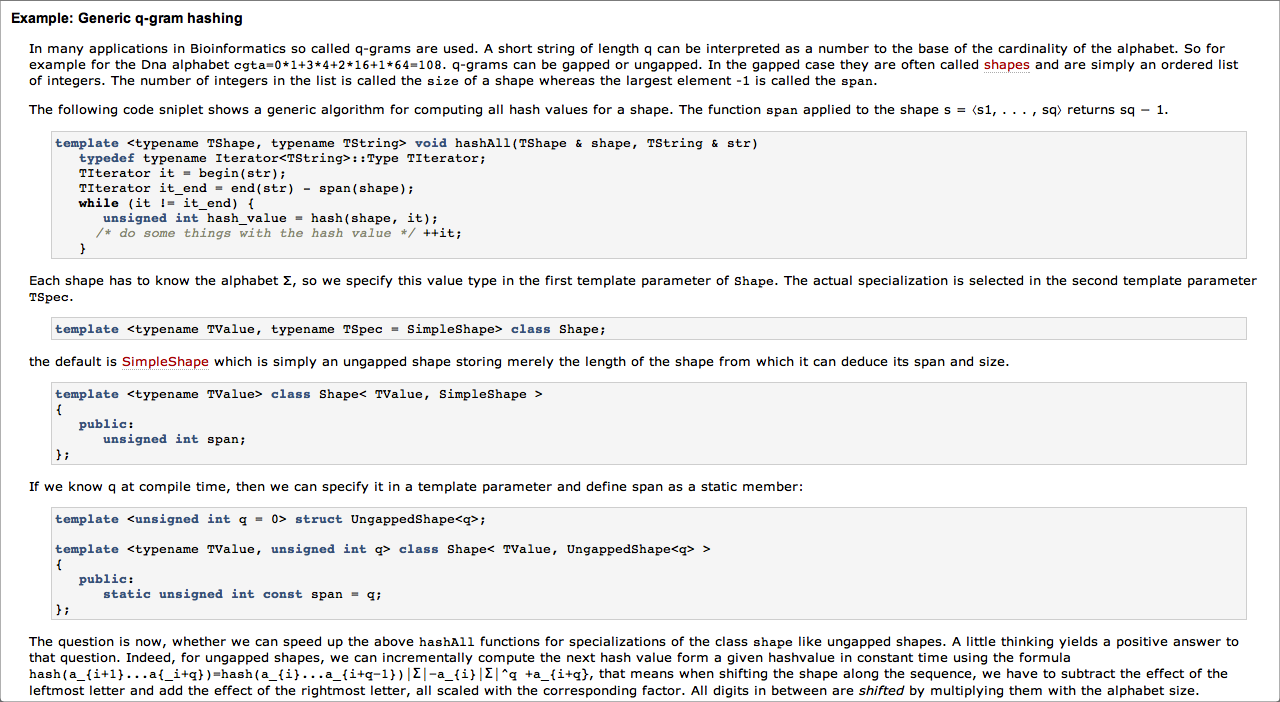 Example: Generic q-gram hashing
In many applications in Bioinformatics so called q-grams are used. A short string of length q can be interpreted as a number to the base of the cardinality of the alphabet. So for
example for the Dna alphabet cgta=0*1+3*4+2*16+1*64=108. q-grams can be gapped or ungapped. In the gapped case they are often called shapes and are simply an ordered list
of integers. The number of integers in the list is called the size of a shape whereas the largest element -1 is called the span.
The following code sniplet shows a generic algorithm for computing all hash values for a shape. The function span applied to the shape s = ⟨s1, . . . , sq⟩ returns sq − 1.
template <typename TShape, typename TString> void hashAll(TShape & shape, TString & str)
   typedef typename Iterator<TString>::Type TIterator;
   TIterator it = begin(str);
   TIterator it_end = end(str) - span(shape);
   while (it != it_end) {
      unsigned int hash_value = hash(shape, it);
     /* do some things with the hash value */ ++it;
   }
Each shape has to know the alphabet Σ, so we specify this value type in the first template parameter of Shape. The actual specialization is selected in the second template parameter
TSpec.
template <typename TValue, typename TSpec = SimpleShape> class Shape;
the default is SimpleShape which is simply an ungapped shape storing merely the length of the shape from which it can deduce its span and size.
template <typename TValue> class Shape< TValue, SimpleShape >
{
   public:
      unsigned int span;
};
If we know q at compile time, then we can specify it in a template parameter and define span as a static member:
template <unsigned int q = 0> struct UngappedShape<q>;
template <typename TValue, unsigned int q> class Shape< TValue, UngappedShape<q> >
{
   public:
      static unsigned int const span = q;
};
The question is now, whether we can speed up the above hashAll functions for specializations of the class shape like ungapped shapes. A little thinking yields a positive answer to
that question. Indeed, for ungapped shapes, we can incrementally compute the next hash value form a given hashvalue in constant time using the formula
hash(a_{i+1}...a{_i+q})=hash(a_{i}...a_{i+q-1})|Σ|−a_{i}|Σ|^q +a_{i+q}, that means when shifting the shape along the sequence, we have to subtract the effect of the
leftmost letter and add the effect of the rightmost letter, all scaled with the corresponding factor. All digits in between are shifted by multiplying them with the alphabet size.